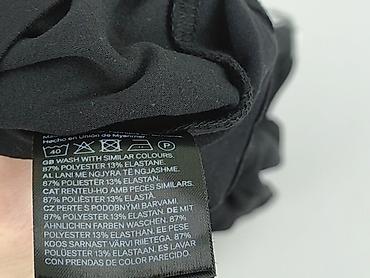 Hecho en Unión de Myanmar
40 P
GB WASH WITH SIMILAR COLOURS.
87% POLYESTER 13% ELASTANE.
AL LANI ME NGJYRA TË NGJASHME.
87% POLIESTËR 13% ELASTAN.
CAT RENTEU-HO AMB PECES SIMILARS.
87% POLIÈSTER 13% ELASTÀ
CZ PERTE S PODOBNÝMI BARVAMI.
87% POLYESTER 13% ELASTAN. DE MIT
ÄHNLICHEN FARBEN WASCHEN. 87%
POLYESTER 13% ELASTHAN. EE PESE
KOOS SARNAST VÄRVI RIIETEGA. 87%
POLÜESTER 13% ELASTAAN. ES LAVAR
CON PRENDAS DE COLOR PARECIDO.